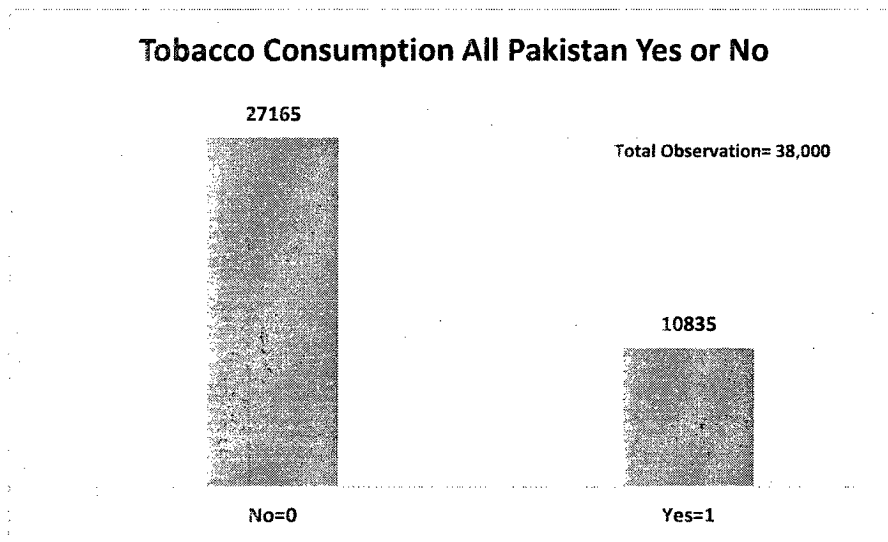 Tobacco Consumption All Pakistan Yes or No
27165
Total Observation= 38,000
10835
No=0
Yes=1